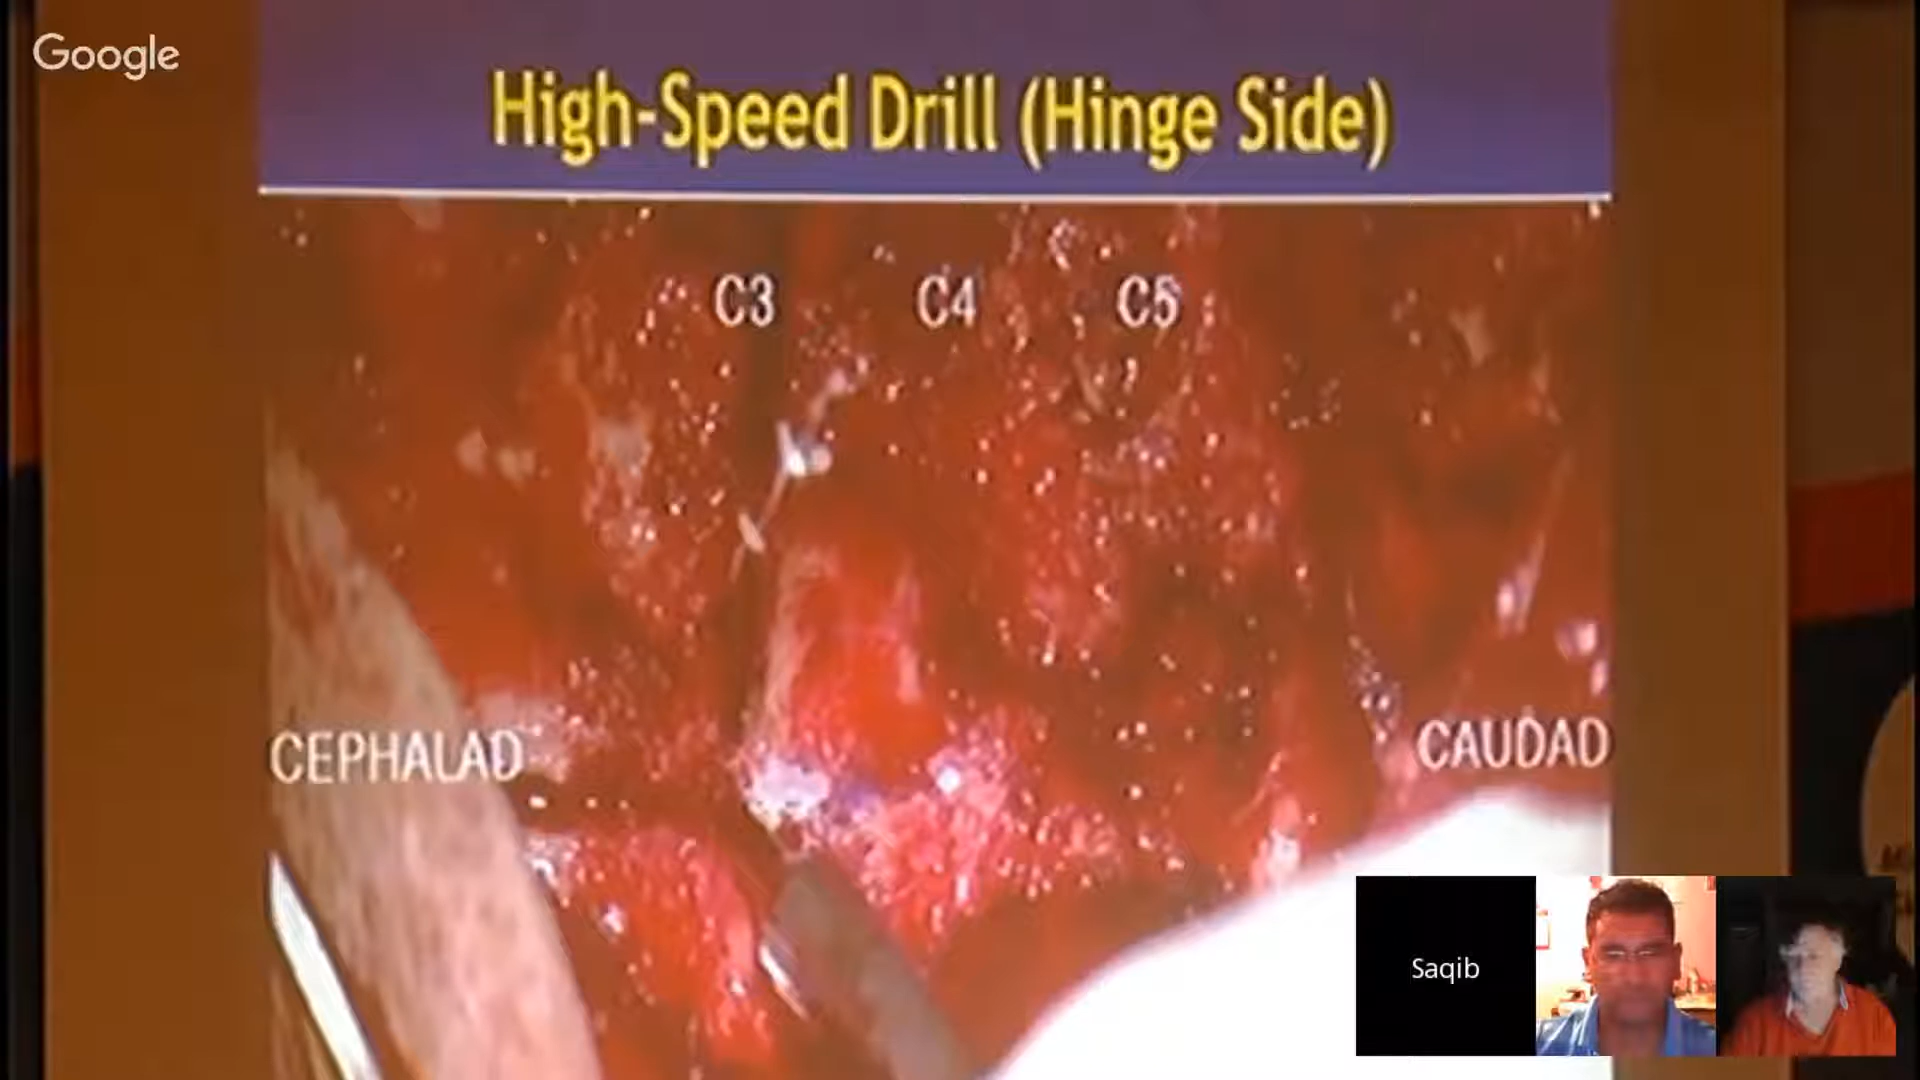 Google
High-Speed Drill (Hinge Side)
C3 C4 C5
CEPHALAD
CAUDAD
Saqib